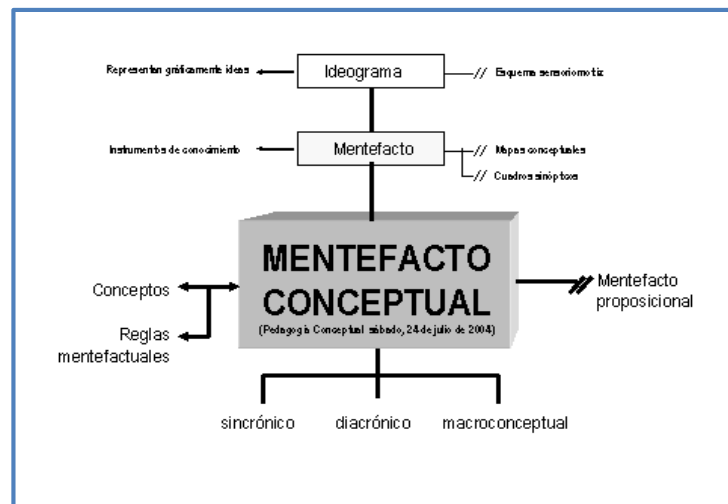 Ideograma
Representan gráficamente ideas
Esquema sensoriomotiz
Mentefacto
Instrumentos de conocimiento
Mapas conceptuales
Cuadros sinópticos
MENTEFACTO
CONCEPTUAL
(Pedagogía Conceptual sábado, 24 de julio de 2004)
Conceptos
Reglas
mentefactuales
Mentefacto
proposicional
sincrónico
diacrónico
macroconceptual